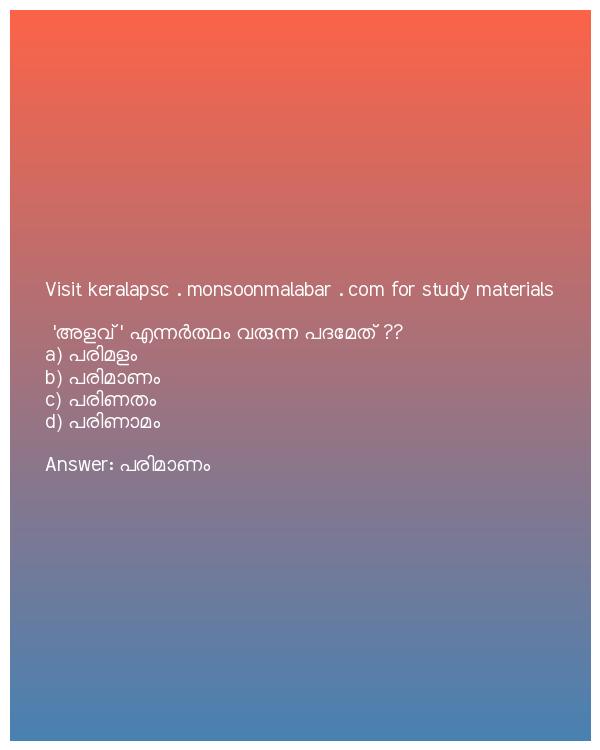 Visit keralapsc . monsoonmalabar . com for study materials
'അളവ് ' എന്നർത്ഥം വരുന്ന പദമേത് ??
a) പരിമളം
b) പരിമാണം
c) പരിണതം
d) പരിണാമം
Answer: പരിമാണം